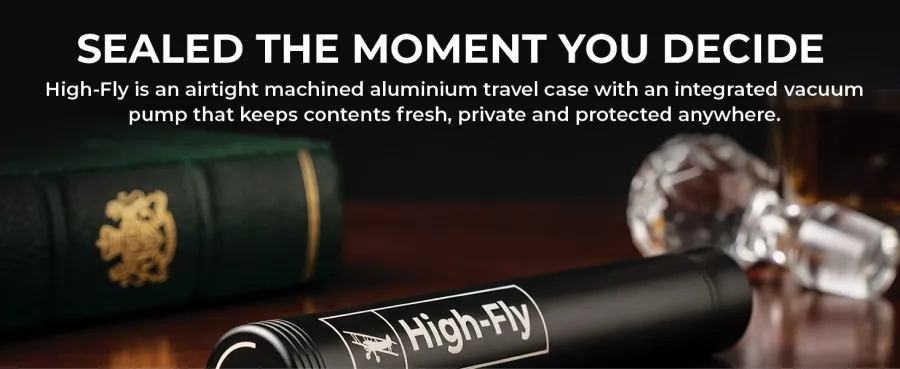 SEALED THE MOMENT YOU DECIDE
High-Fly is an airtight machined aluminium travel case with an integrated vacuum
pump that keeps contents fresh, private and protected anywhere.
High-Fly